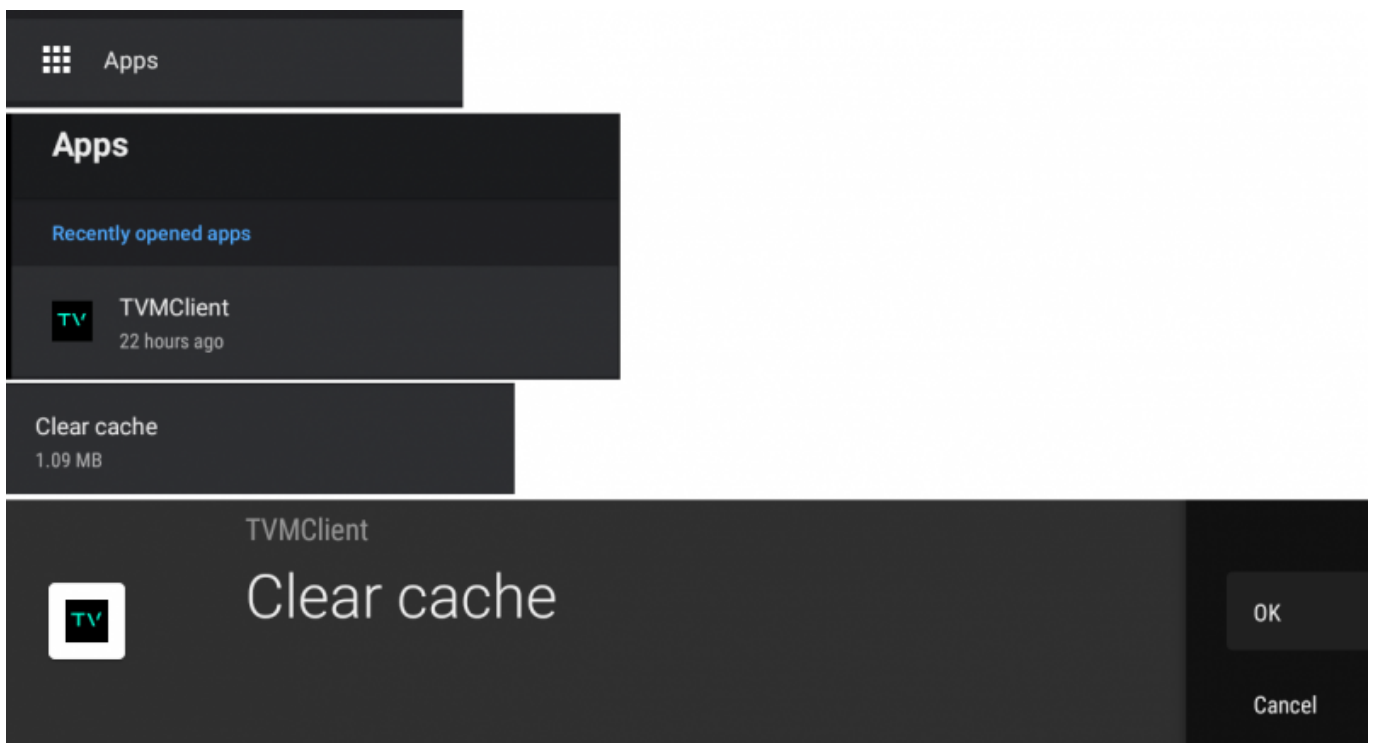 Apps
Apps
Recently opened apps
TV
TVMClient
22 hours ago
Clear cache
1.09 MB
TVMClient
TV
Clear cache
OK
Cancel